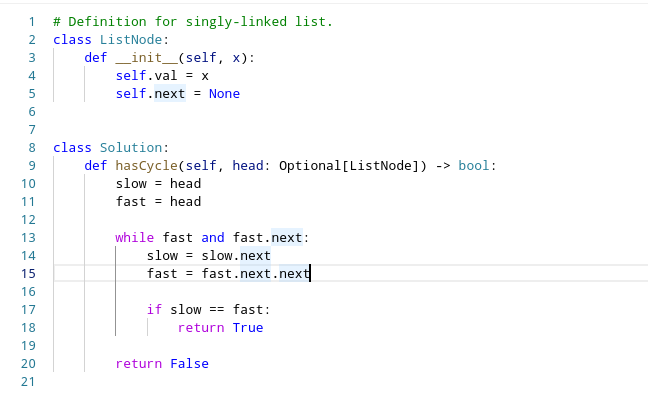 1 # Definition for singly-linked list.
2 class ListNode:
3     def __init__(self, x):
4         self.val = x
5         self.next = None
6
7
8 class Solution:
9     def hasCycle(self, head: Optional[ListNode]) -> bool:
10         slow = head
11         fast = head
12
13         while fast and fast.next:
14             slow = slow.next
15             fast = fast.next.next
16
17             if slow == fast:
18                 return True
19
20         return False
21